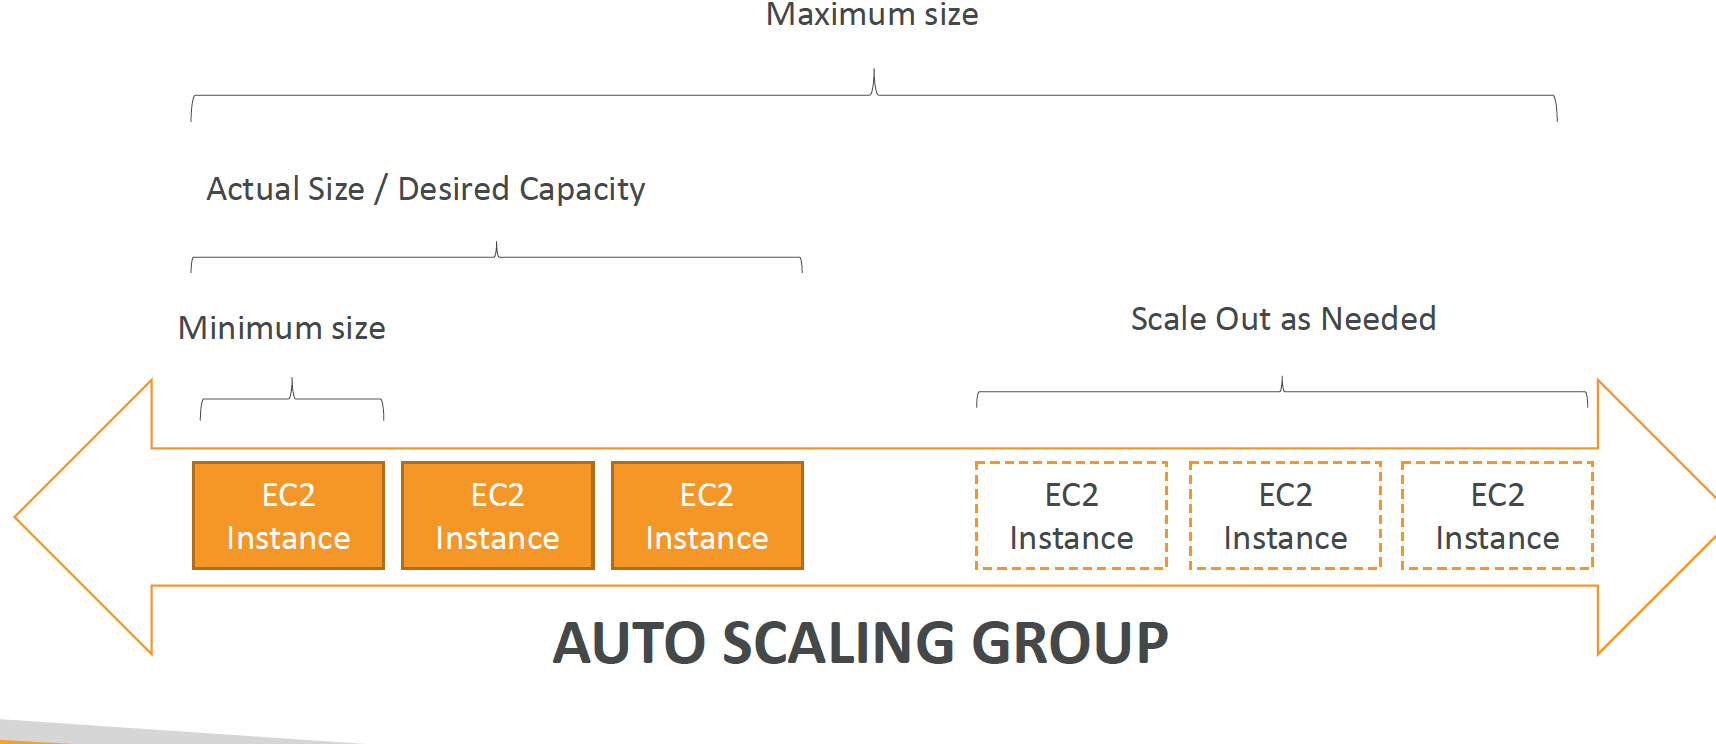 Maximum size
Actual Size / Desired Capacity
Minimum size
Scale Out as Needed
EC2
Instance
EC2
Instance
EC2
Instance
EC2
Instance
EC2
Instance
EC2
Instance
AUTO SCALING GROUP